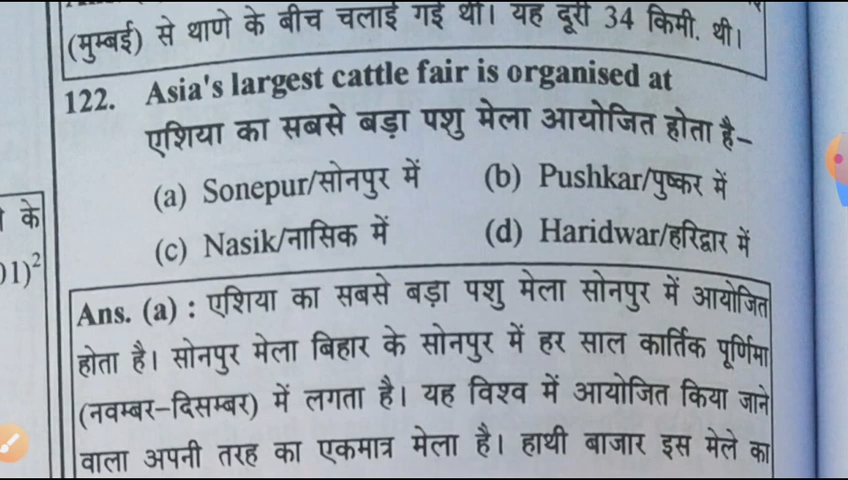 (मुम्बई) से थाणे के बीच चलाई गई थी। यह दूरी 34 किमी. थी।
122. Asia's largest cattle fair is organised at
एशिया का सबसे बड़ा पशु मेला आयोजित होता है–
(a) Sonepur/सोनपुर में (b) Pushkar/पुष्कर में
(c) Nasik/नासिक में (d) Haridwar/हरिद्वार में
के
01)²
Ans. (a) : एशिया का सबसे बड़ा पशु मेला सोनपुर में आयोजित
होता है। सोनपुर मेला बिहार के सोनपुर में हर साल कार्तिक पूर्णिमा
(नवम्बर-दिसम्बर) में लगता है। यह विश्व में आयोजित किया जाने
वाला अपनी तरह का एकमात्र मेला है। हाथी बाजार इस मेले का